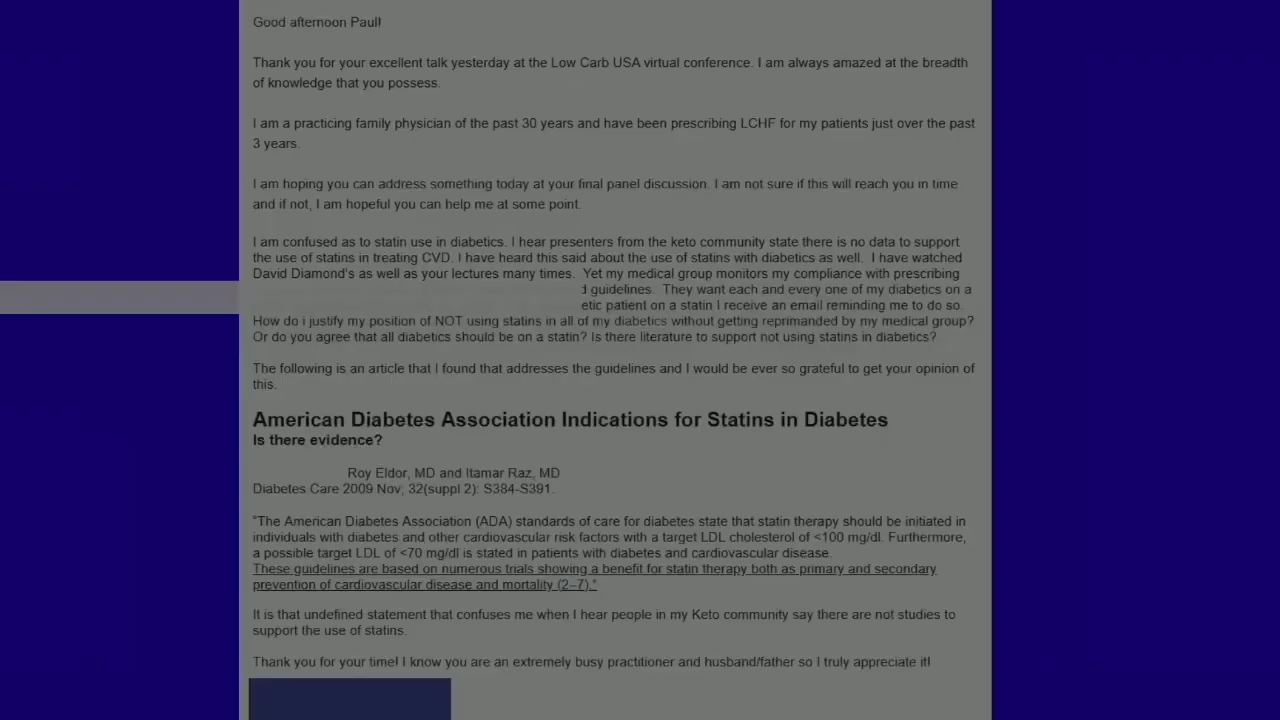 Good afternoon Paul!
Thank you for your excellent talk yesterday at the Low Carb USA virtual conference. I am always amazed at the breadth
of knowledge that you possess.
I am a practicing family physician of the past 30 years and have been prescribing LCHF for my patients just over the past
3 years.
I am hoping you can address something today at your final panel discussion. I am not sure if this will reach you in time
and if not, I am hopeful you can help me at some point.
I am confused as to statin use in diabetics. I hear presenters from the keto community state there is no data to support
the use of statins in treating CVD. I have heard this said about the use of statins with diabetics as well. I have watched
David Diamond's as well as your lectures many times. Yet my medical group monitors my compliance with prescribing
guidelines. They want each and every one of my diabetics on a
patient on a statin I receive an email reminding me to do so.
How do i justify my position of NOT using statins in all of my diabetics without getting reprimanded by my medical group?
Or do you agree that all diabetics should be on a statin? Is there literature to support not using statins in diabetics?
The following is an article that I found that addresses the guidelines and I would be ever so grateful to get your opinion of
this.
American Diabetes Association Indications for Statins in Diabetes
Is there evidence?
Roy Eldor, MD and Itamar Raz, MD
Diabetes Care 2009 Nov; 32(suppl 2): S384-S391.
"The American Diabetes Association (ADA) standards of care for diabetes state that statin therapy should be initiated in
individuals with diabetes and other cardiovascular risk factors with a target LDL cholesterol of <100 mg/dl. Furthermore,
a possible target LDL of <70 mg/dl is stated in patients with diabetes and cardiovascular disease.
These guidelines are based on numerous trials showing a benefit for statin therapy both as primary and secondary
prevention of cardiovascular disease and mortality (2–7)."
It is that undefined statement that confuses me when I hear people in my Keto community say there are not studies to
support the use of statins.
Thank you for your time! I know you are an extremely busy practitioner and husband/father so I truly appreciate it!